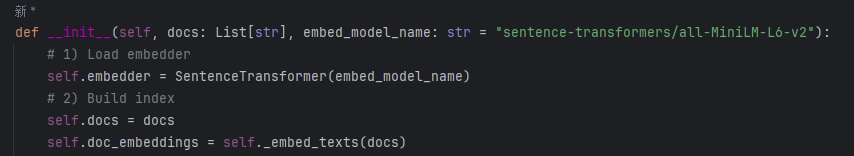 新 *
def __init__(self, docs: List[str], embed_model_name: str = "sentence-transformers/all-MiniLM-L6-v2"):
    # 1) Load embedder
    self.embedder = SentenceTransformer(embed_model_name)
    # 2) Build index
    self.docs = docs
    self.doc_embeddings = self._embed_texts(docs)